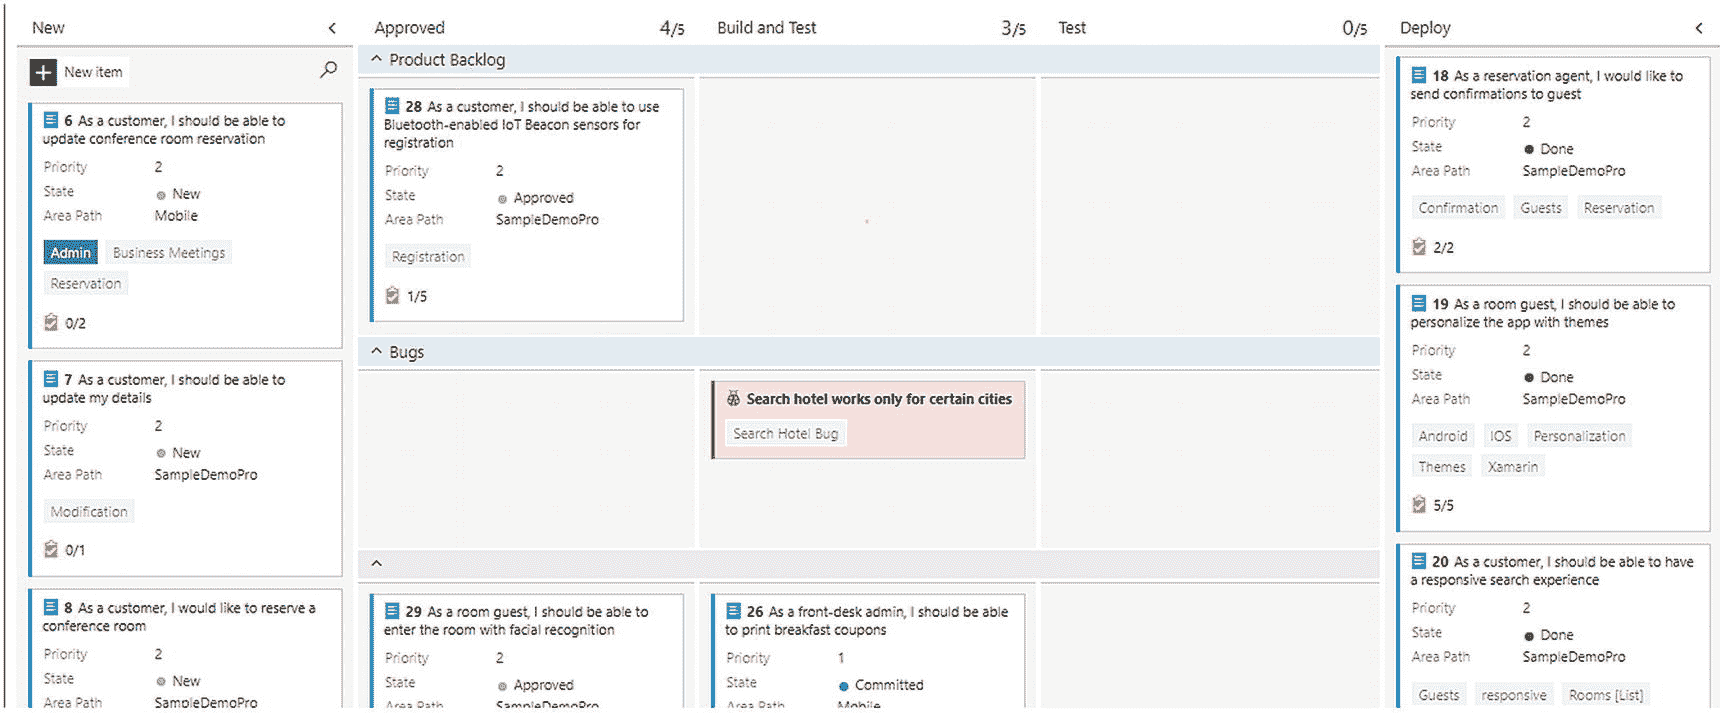 New
New item
6 As a customer, I should be able to
update conference room reservation
Priority 2
State New
Area Path Mobile
Admin Business Meetings
Reservation
0/2
7 As a customer, I should be able to
update my details
Priority 2
State New
Area Path SampleDemoPro
Modification
0/1
8 As a customer, I would like to reserve a
conference room
Priority 2
State New
Area Path SampleDemoPro
Approved 4/5
Build and Test 3/5
Test 0/5
Product Backlog
28 As a customer, I should be able to use
Bluetooth-enabled IoT Beacon sensors for
registration
Priority 2
State Approved
Area Path SampleDemoPro
Registration
1/5
Bugs
Search hotel works only for certain cities
Search Hotel Bug
29 As a room guest, I should be able to
enter the room with facial recognition
Priority 2
State Approved
Area Path SampleDemoPro
26 As a front-desk admin, I should be able
to print breakfast coupons
Priority 1
State Committed
Area Path Mobile
Deploy
18 As a reservation agent, I would like to
send confirmations to guest
Priority 2
State Done
Area Path SampleDemoPro
Confirmation Guests Reservation
2/2
19 As a room guest, I should be able to
personalize the app with themes
Priority 2
State Done
Area Path SampleDemoPro
Android IOS Personalization
Themes Xamarin
5/5
20 As a customer, I should be able to have
a responsive search experience
Priority 2
State Done
Area Path SampleDemoPro
Guests responsive Rooms [List]